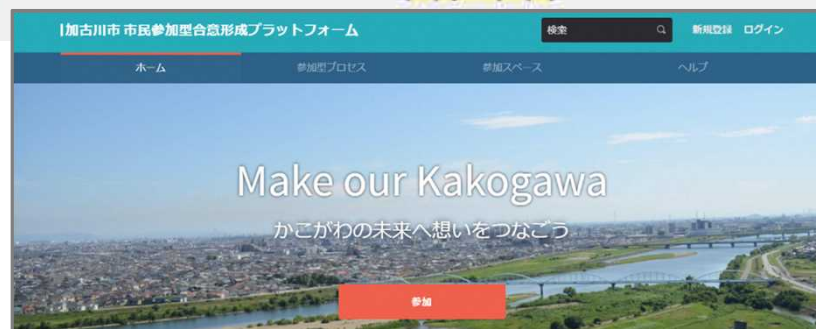 加古川市 市民参加型合意形成プラットフォーム
検索
新規登録 ログイン
ホーム 参加型プロセス 参加スペース ヘルプ
Make our Kakogawa
かこがわの未来へ想いをつなごう
参加